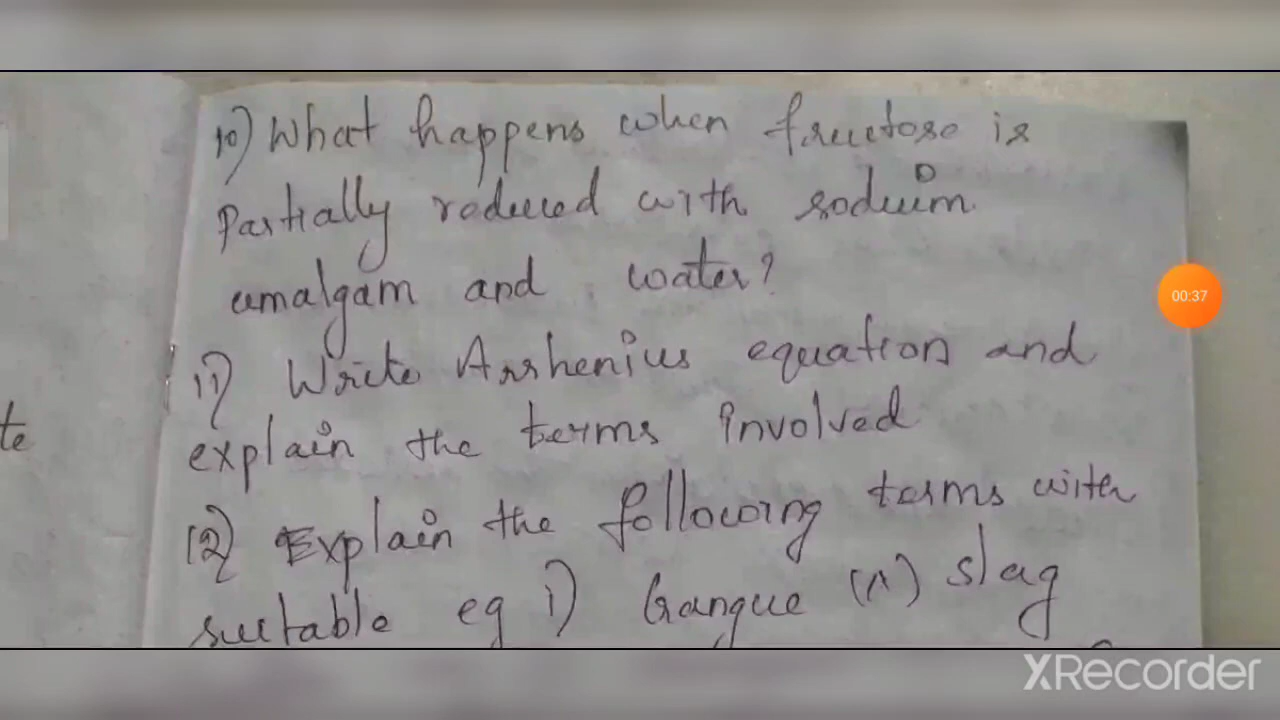 10) What happens when fructose is
Partially reduced with sodium
amalgam and water?
te
11) Write Arrhenius equation and
explain the terms involved
12) Explain the following terms with
suitable eg i) Gangue (ii) slag
00:37
XRecorder